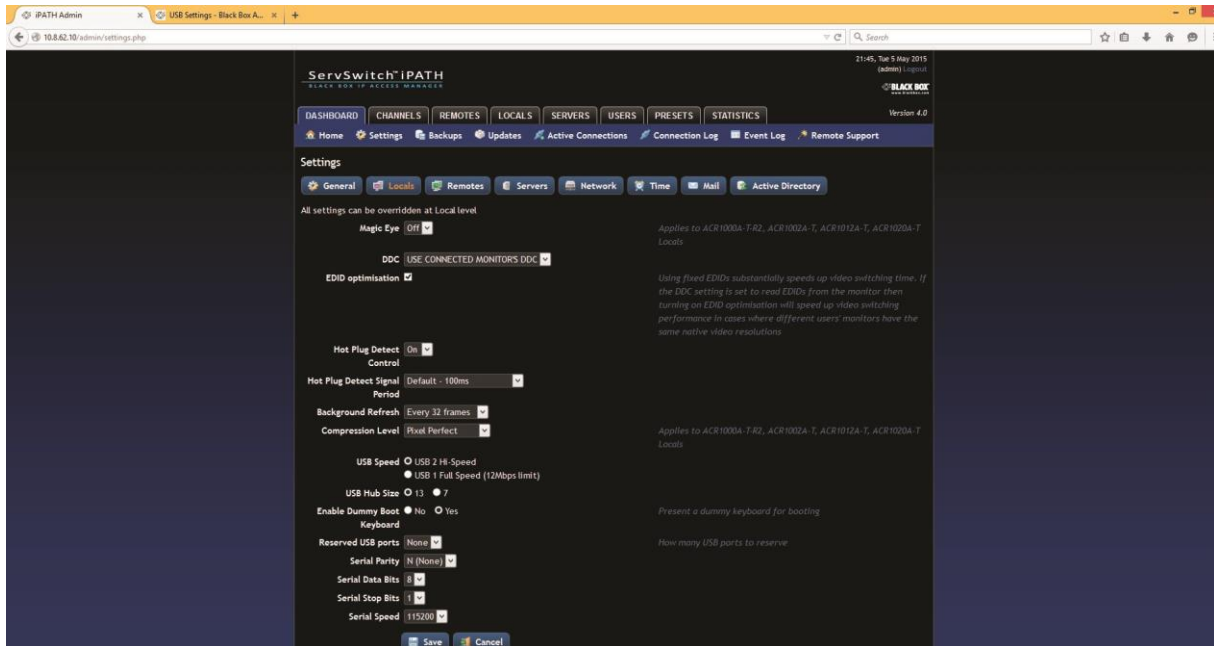 iPATH Admin
USB Settings - Black Box A...
10.8.62.10/admin/settings.php
Search
21:45, Tue 5 May 2015
(admin) Logout
ServSwitch™ iPATH
BLACK BOX IP ACCESS MANAGER
BLACK BOX
Version 4.0
DASHBOARD CHANNELS REMOTES LOCALS SERVERS USERS PRESETS STATISTICS
Home Settings Backups Updates Active Connections Connection Log Event Log Remote Support
Settings
General Locals Remotes Servers Network Time Mail Active Directory
All settings can be overridden at Local level
Magic Eye Off
Applies to ACR1000A-T-R2, ACR1002A-T, ACR1012A-T, ACR1020A-T
Locals
DDC USE CONNECTED MONITORS DDC
EDID optimisation
Using fixed EDIDs substantially speeds up video switching time. If
the DDC setting is set to read EDIDs from the monitor then
turning on EDID optimisation will speed up video switching
performance in cases where different users' monitors have the
same native video resolutions
Hot Plug Detect On
Control
Hot Plug Detect Signal Default - 100ms
Period
Background Refresh Every 32 frames
Compression Level Pixel Perfect
Applies to ACR1000A-T-R2, ACR1002A-T, ACR1012A-T, ACR1020A-T
Locals
USB Speed USB 2 Hi-Speed
USB 1 Full Speed (12Mbps limit)
USB Hub Size 13 7
Enable Dummy Boot No Yes
Keyboard
Present a dummy keyboard for booting
Reserved USB ports None
How many USB ports to reserve
Serial Parity N (None)
Serial Data Bits 8
Serial Stop Bits 1
Serial Speed 115200
Save Cancel